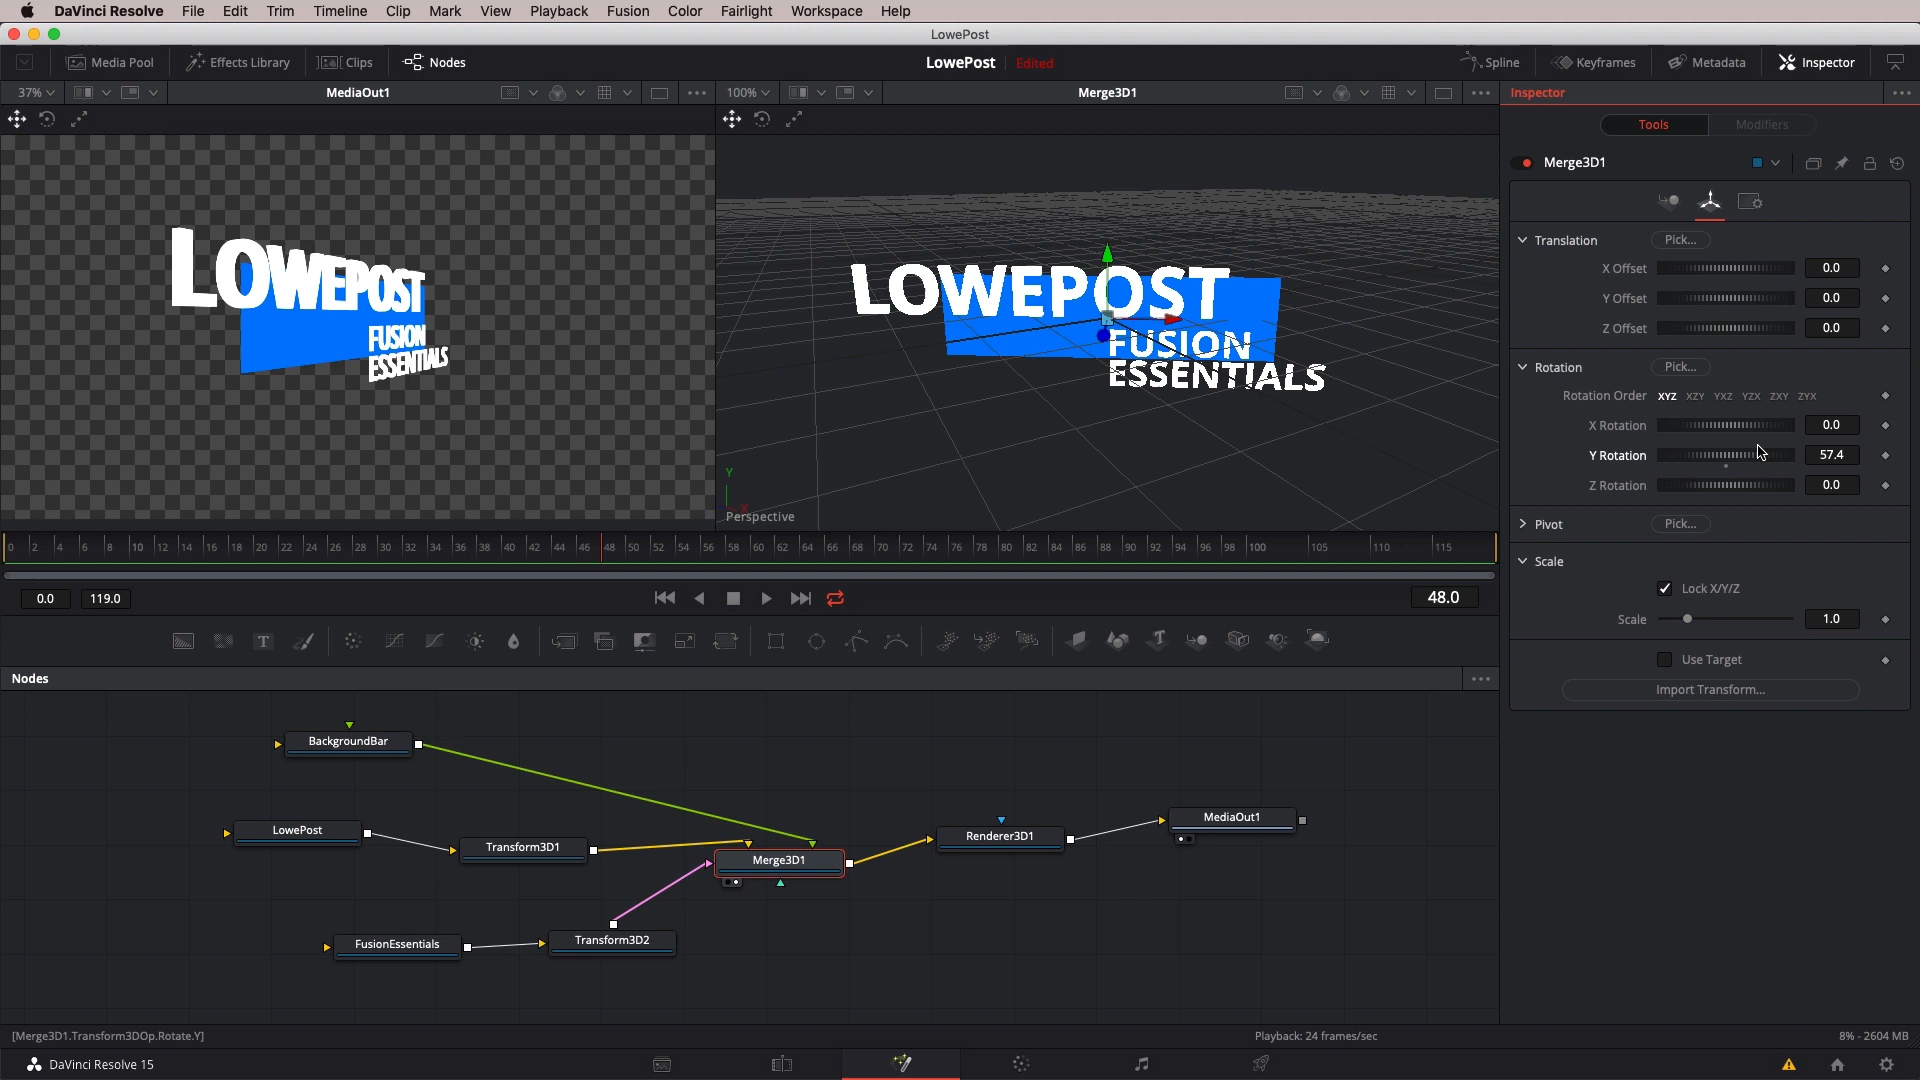 DaVinci Resolve File Edit Trim Timeline Clip Mark View Playback Fusion Color Fairlight Workspace Help
LowePost
Media Pool Effects Library Clips Nodes LowePost Edited Spline Keyframes Metadata Inspector
37% MediaOut1 100% Merge3D1 Inspector
Tools Modifiers
Merge3D1
LOWEPOST
FUSION
ESSENTIALS
LOWEPOST
FUSION
ESSENTIALS
Y
X
Perspective
Translation Pick...
X Offset 0.0
Y Offset 0.0
Z Offset 0.0
Rotation Pick...
Rotation Order XYZ XZY YXZ YZX ZXY ZYX
X Rotation 0.0
Y Rotation 57.4
Z Rotation 0.0
Pivot Pick...
Scale
Lock X/Y/Z
Scale 1.0
Use Target
Import Transform...
0 2 4 6 8 10 12 14 16 18 20 22 24 26 28 30 32 34 36 38 40 42 44 46 48 50 52 54 56 58 60 62 64 66 68 70 72 74 76 78 80 82 84 86 88 90 92 94 96 98 100 105 110 115
0.0 119.0 48.0
Nodes
BackgroundBar
LowePost
Transform3D1
Merge3D1
Renderer3D1
MediaOut1
FusionEssentials
Transform3D2
[Merge3D1.Transform3DOp.Rotate.Y] Playback: 24 frames/sec 8% - 2604 MB
DaVinci Resolve 15